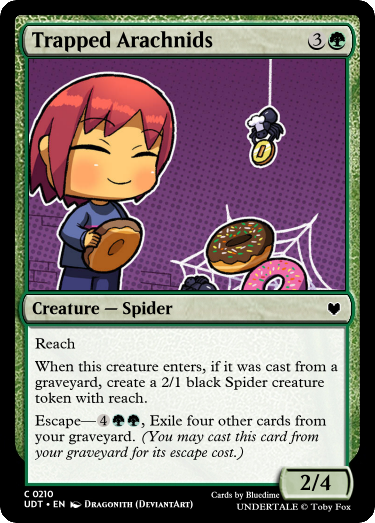 Trapped Arachnids 3
Creature — Spider
Reach
When this creature enters, if it was cast from a
graveyard, create a 2/1 black Spider creature
token with reach.
Escape—4, Exile four other cards from
your graveyard. (You may cast this card from
your graveyard for its escape cost.)
2/4
C 0210
UDT • EN Dragonith (DeviantArt)
Cards by Bluedime
UNDERTALE © Toby Fox